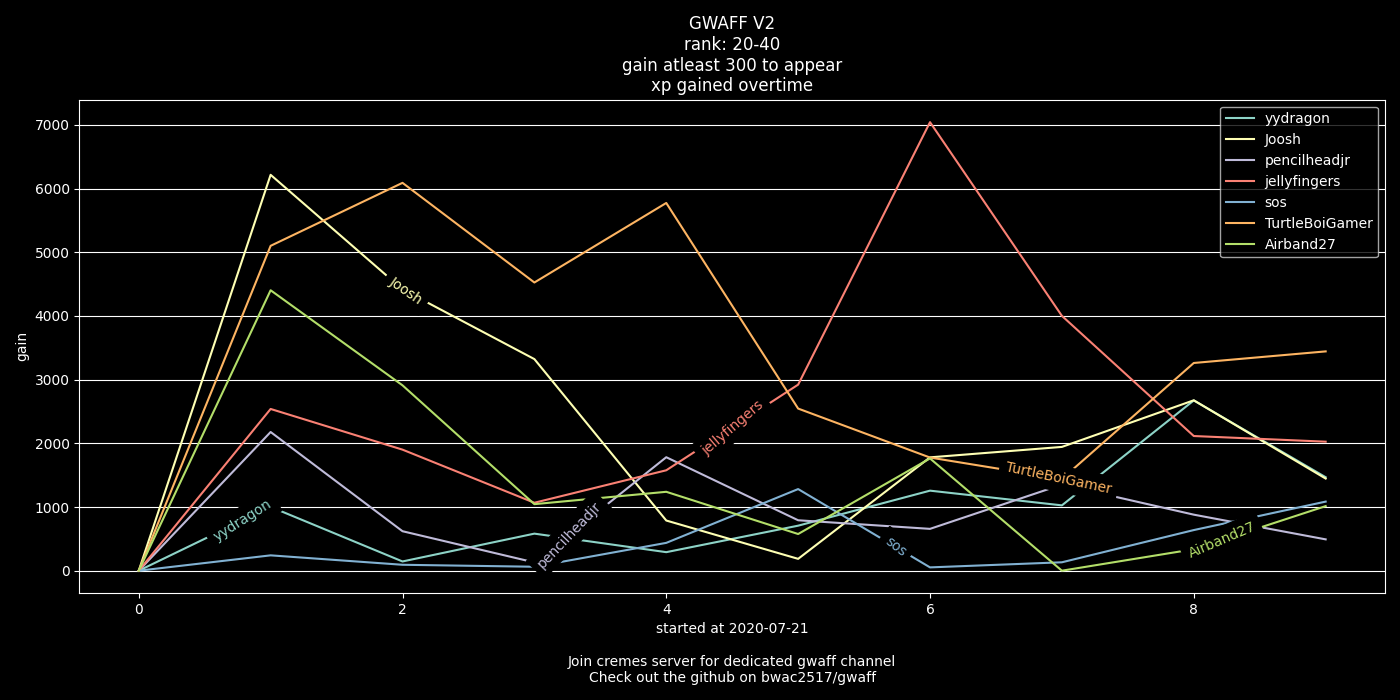 GWAFF V2
rank: 20-40
gain atleast 300 to appear
xp gained overtime
7000
6000
5000
4000
3000
2000
1000
0
gain
yydragon
Joosh
pencilheadjr
jellyfingers
sos
TurtleBoiGamer
Airband27
yydragon
Joosh
pencilheadjr
jellyfingers
sos
TurtleBoiGamer
Airband27
0 2 4 6 8
started at 2020-07-21
Join cremes server for dedicated gwaff channel
Check out the github on bwac2517/gwaff